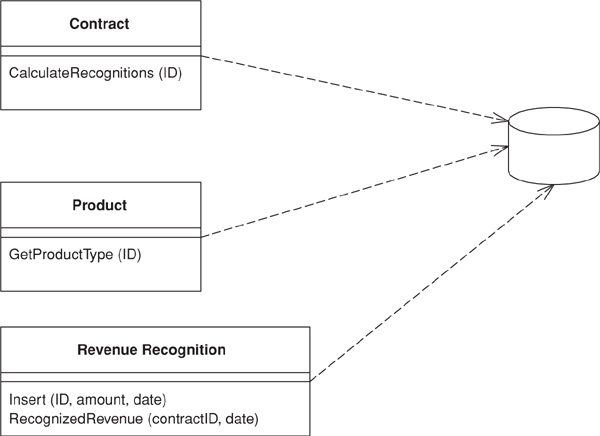 Contract
CalculateRecognitions (ID)
Product
GetProductType (ID)
Revenue Recognition
Insert (ID, amount, date)
RecognizedRevenue (contractID, date)